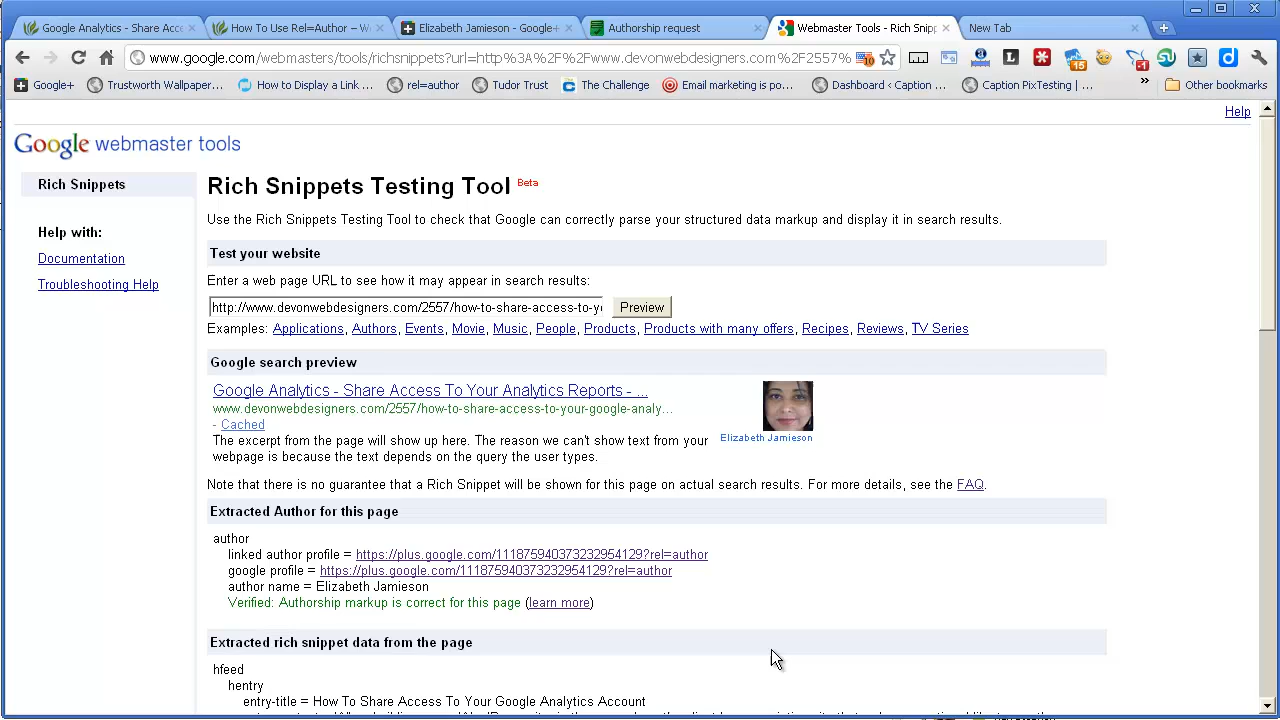 Google Analytics - Share Acce
How To Use Rel=Author – W
Elizabeth Jamieson - Google+
Authorship request
Webmaster Tools - Rich Snipp
New Tab
www.google.com/webmasters/tools/richsnippets?url=http%3A%2F%2Fwww.devonwebdesigners.com%2F2557%
10
15
-1
Google+
Trustworth Wallpaper...
How to Display a Link ...
rel=author
Tudor Trust
The Challenge
Email marketing is po...
Dashboard ‹ Caption ...
Caption PixTesting | ...
»
Other bookmarks
Help
Google webmaster tools
Rich Snippets
Help with:
Documentation
Troubleshooting Help
Rich Snippets Testing Tool Beta
Use the Rich Snippets Testing Tool to check that Google can correctly parse your structured data markup and display it in search results.
Test your website
Enter a web page URL to see how it may appear in search results:
http://www.devonwebdesigners.com/2557/how-to-share-access-to-y
Preview
Examples: Applications, Authors, Events, Movie, Music, People, Products, Products with many offers, Recipes, Reviews, TV Series
Google search preview
Google Analytics - Share Access To Your Analytics Reports - ...
www.devonwebdesigners.com/2557/how-to-share-access-to-your-google-analy...
- Cached
The excerpt from the page will show up here. The reason we can't show text from your
webpage is because the text depends on the query the user types.
Elizabeth Jamieson
Note that there is no guarantee that a Rich Snippet will be shown for this page on actual search results. For more details, see the FAQ.
Extracted Author for this page
author
linked author profile = https://plus.google.com/111875940373232954129?rel=author
google profile = https://plus.google.com/111875940373232954129?rel=author
author name = Elizabeth Jamieson
Verified: Authorship markup is correct for this page (learn more)
Extracted rich snippet data from the page
hfeed
hentry
entry-title = How To Share Access To Your Google Analytics Account